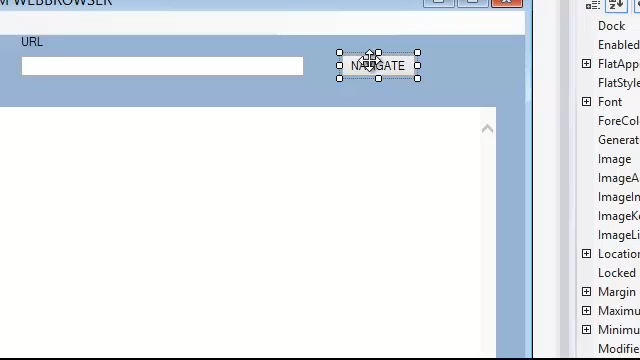 WEBBROWSER
URL
NAVIGATE
Dock
Enabled
FlatApp
FlatStyle
Font
ForeCol
Generat
Image
ImageA
ImageIn
ImageK
ImageLi
Location
Locked
Margin
Maximu
Minimu
Modifie